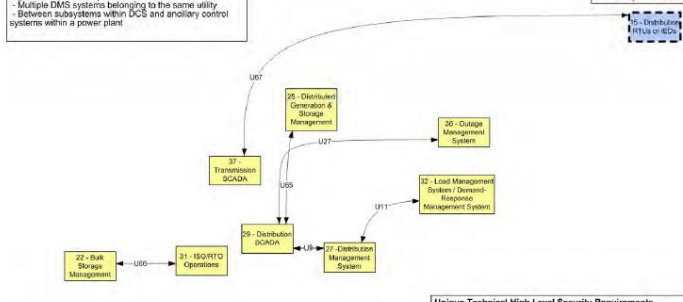 - Multiple DMS systems belonging to the same utility
- Between subsystems within DCS and ancillary control
systems within a power plant
15 - Distribution
RTUs or IEDs
U67
25 - Distributed
Generation &
Storage
Management
36 - Outage
Management
System
U27
37 -
Transmission
SCADA
U65
32 - Load Management
System / Demand-
Response
Management System
U11
29 - Distribution
SCADA
U9
27 -Distribution
Management
System
22 - Bulk
Storage
Management
U66
31 - ISO/RTO
Operations
Unique Technical High Level Security Requirements